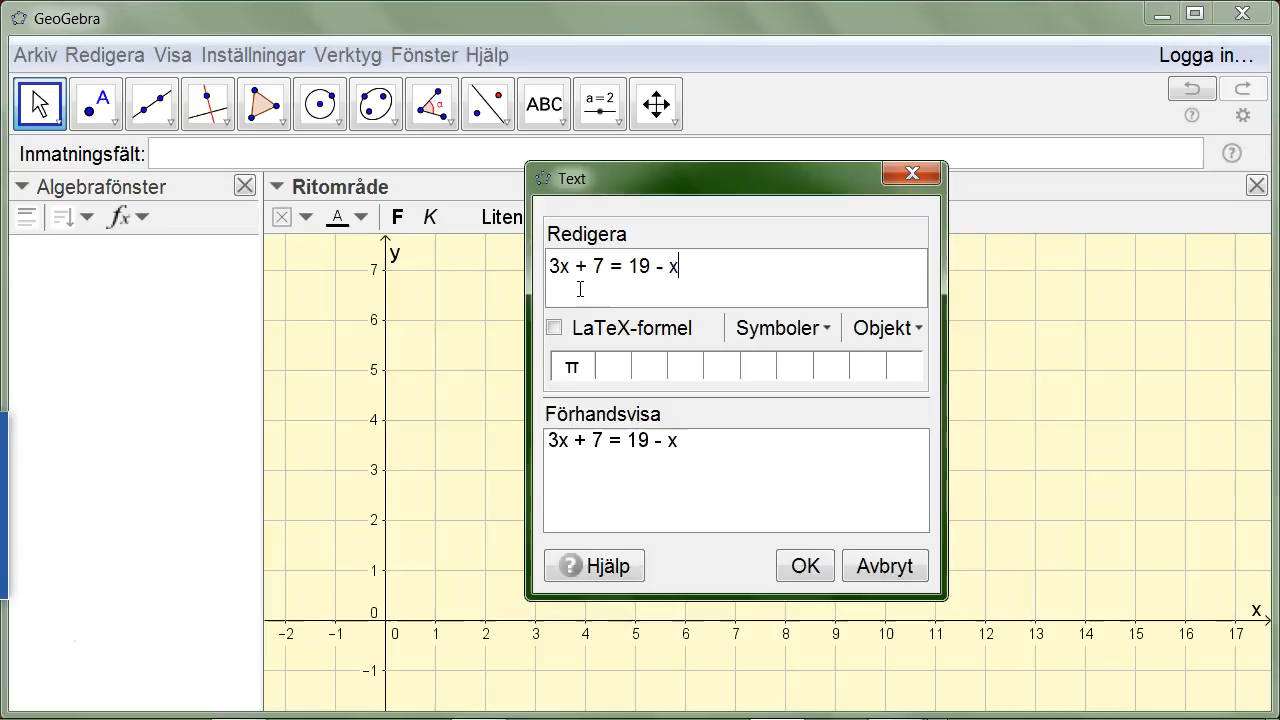 GeoGebra
Arkiv Redigera Visa Inställningar Verktyg Fönster Hjälp Logga in...
A α ABC a=2
Inmatningsfält:
Algebrafönster Ritområde
fx A F K Liten
Text
Redigera
3x + 7 = 19 - x
LaTeX-formel Symboler Objekt
π
Förhandsvisa
3x + 7 = 19 - x
Hjälp OK Avbryt
y
7
6
5
4
3
2
1
0
x
−2 −1 0 1 2 3 4 5 6 7 8 9 10 11 12 13 14 15 16 17
−1